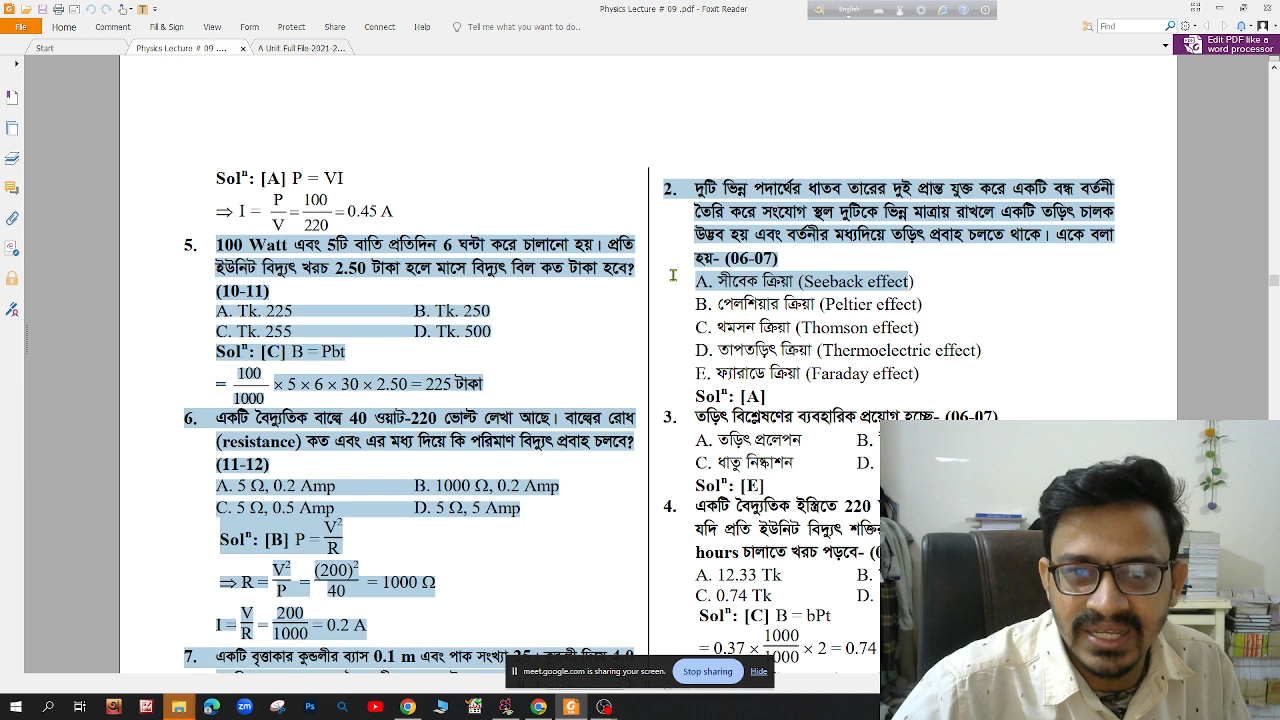 Physics Lecture # 09 .pdf - Foxit Reader
English
File Home Comment Fill & Sign View Form Protect Share Connect Help Tell me what you want to do... Find
Start Physics Lecture # 09 .... A Unit Full File-2021-2...
Edit PDF like a word processor
Solⁿ: [A] P = VI
⇒ I = P/V = 100/220 = 0.45 A
5. 100 Watt এবং 5টি বাতি প্রতিদিন 6 ঘন্টা করে চালানো হয়। প্রতি
ইউনিট বিদ্যুৎ খরচ 2.50 টাকা হলে মাসে বিদ্যুৎ বিল কত টাকা হবে?
(10-11)
A. Tk. 225 B. Tk. 250
C. Tk. 255 D. Tk. 500
Solⁿ: [C] B = Pbt
= 100/1000 × 5 × 6 × 30 × 2.50 = 225 টাকা
6. একটি বৈদ্যুতিক বাল্বে 40 ওয়াট-220 ভোল্ট লেখা আছে। বাল্বের রোধ
(resistance) কত এবং এর মধ্য দিয়ে কি পরিমাণ বিদ্যুৎ প্রবাহ চলবে?
(11-12)
A. 5 Ω, 0.2 Amp B. 1000 Ω, 0.2 Amp
C. 5 Ω, 0.5 Amp D. 5 Ω, 5 Amp
Solⁿ: [B] P = V²/R
⇒ R = V²/P = (200)²/40 = 1000 Ω
I = V/R = 200/1000 = 0.2 A
7. একটি বৃত্তাকার কুন্ডলীর ব্যাস 0.1 m এবং পাক সংখ্যা
2. দুটি ভিন্ন পদার্থের ধাতব তারের দুই প্রান্ত যুক্ত করে একটি বদ্ধ বর্তনী
তৈরি করে সংযোগ স্থল দুটিকে ভিন্ন মাত্রায় রাখলে একটি তড়িৎ চালক
উদ্ভব হয় এবং বর্তনীর মধ্যদিয়ে তড়িৎ প্রবাহ চলতে থাকে। একে বলা
হয়- (06-07)
A. সীবেক ক্রিয়া (Seeback effect)
B. পেলশিয়ার ক্রিয়া (Peltier effect)
C. থমসন ক্রিয়া (Thomson effect)
D. তাপতড়িৎ ক্রিয়া (Thermoelectric effect)
E. ফ্যারাডে ক্রিয়া (Faraday effect)
Solⁿ: [A]
3. তড়িৎ বিশ্লেষণের ব্যবহারিক প্রয়োগ হচ্ছে- (06-07)
A. তড়িৎ প্রলেপন B.
C. ধাতু নিষ্কাশন D.
Solⁿ: [E]
4. একটি বৈদ্যুতিক ইস্ত্রিতে 220
যদি প্রতি ইউনিট বিদ্যুৎ
hours চালাতে খরচ পড়বে-
A. 12.33 Tk B.
C. 0.74 Tk D.
Solⁿ: [C] B = bPt
= 0.37 × 1000/1000 × 2 = 0.74
meet.google.com is sharing your screen. Stop sharing Hide